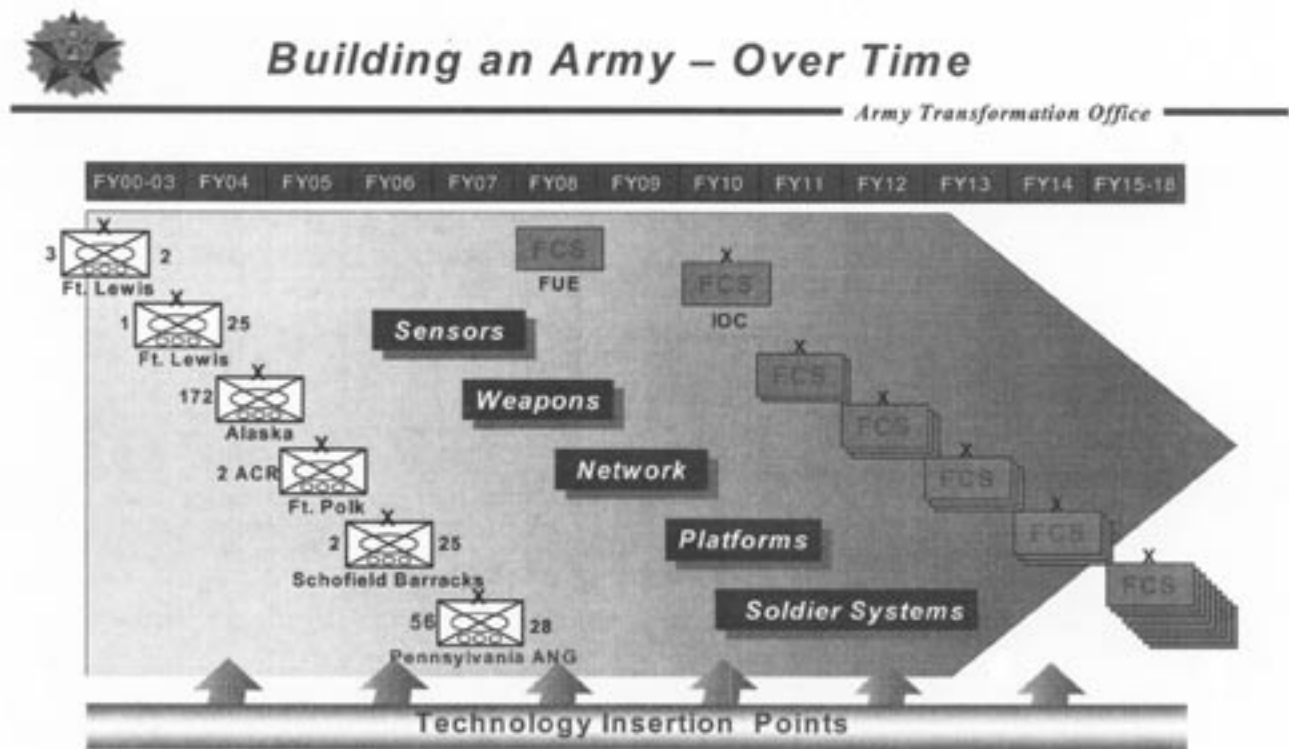 Building an Army – Over Time
Army Transformation Office
FY00-03 FY04 FY05 FY06 FY07 FY08 FY09 FY10 FY11 FY12 FY13 FY14 FY15-18
X
3 2
Ft. Lewis
X
1 25
Ft. Lewis
X
172
Alaska
X
2 ACR
Ft. Polk
X
2 25
Schofield Barracks
X
56 28
Pennsylvania ANG
FCS
FUE
X
FCS
IOC
Sensors
Weapons
Network
Platforms
Soldier Systems
X
FCS
X
FCS
X
FCS
X
FCS
X
FCS
Technology Insertion Points